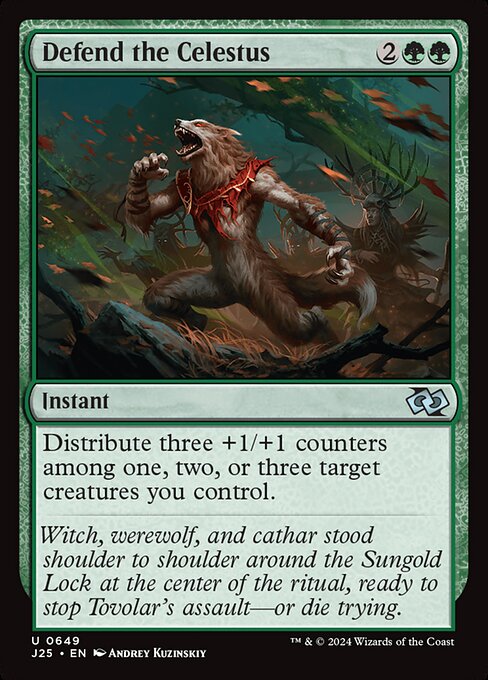 Defend the Celestus 2
Instant
Distribute three +1/+1 counters
among one, two, or three target
creatures you control.
Witch, werewolf, and cathar stood
shoulder to shoulder around the Sungold
Lock at the center of the ritual, ready to
stop Tovolar's assault—or die trying.
U 0649
J25 • EN Andrey Kuzinskiy
™ & © 2024 Wizards of the Coast